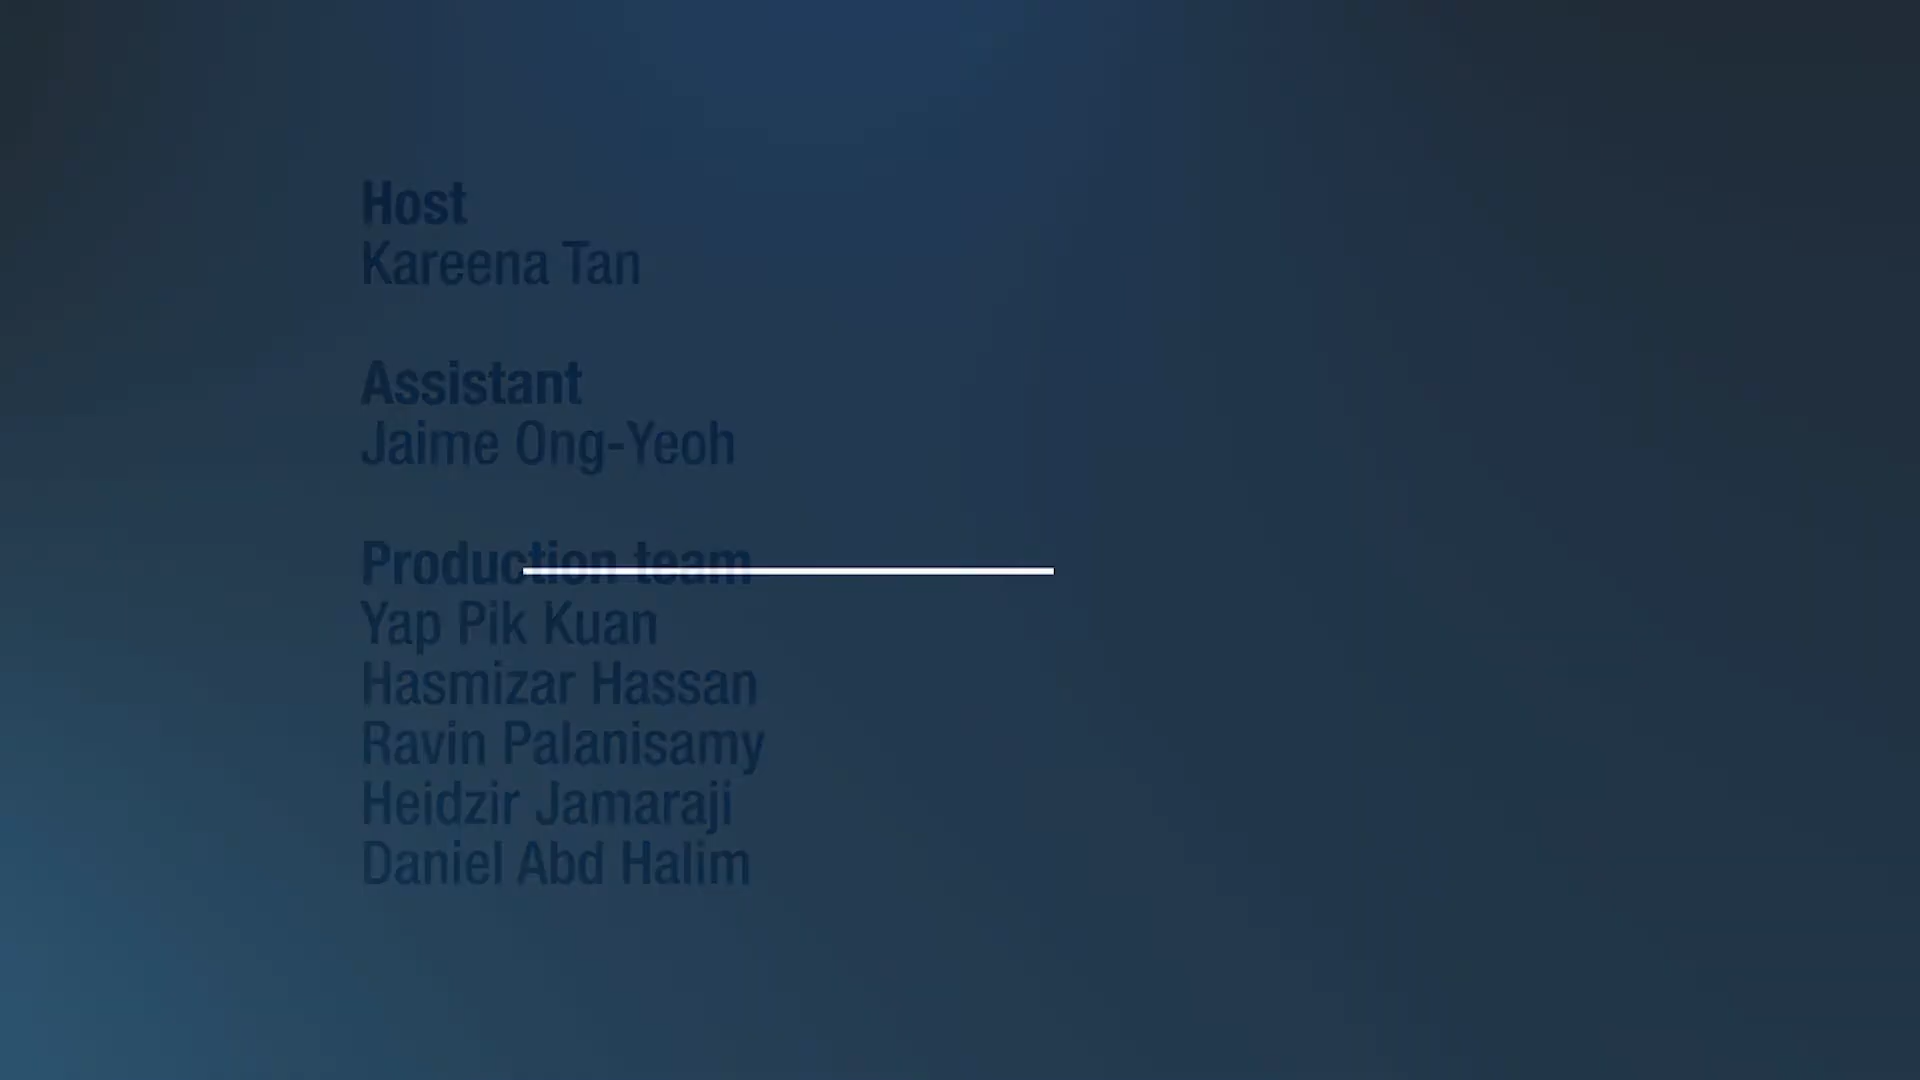 Host
Kareena Tan
Assistant
Jaime Ong-Yeoh
Production team
Yap Pik Kuan
Hasmizar Hassan
Ravin Palanisamy
Heidzir Jamaraji
Daniel Abd Halim